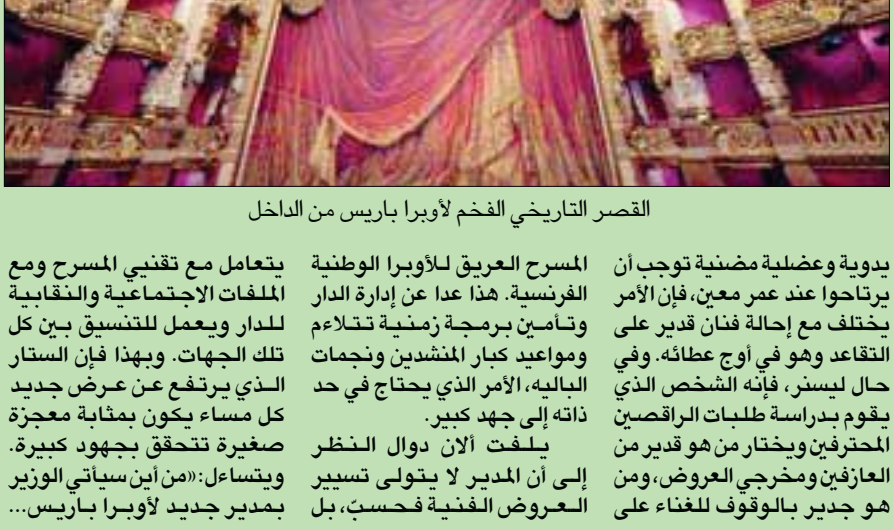 القصر التاريخي الفخم لأوبرا باريس من الداخل
يدوية وعضلية مضنية توجب أن
يرتاحوا عند عمر معين، فإن الأمر
يختلف مع إحالة فنان قدير على
التقاعد وهو في أوج عطائه. وفي
حال ليسنر، فإنه الشخص الذي
يقوم بدراسة طلبات الراقصين
المحترفين ويختار من هو قدير من
العازفين ومخرجي العروض، ومن
هو جدير بالوقوف للغناء على
المسرح العريق للأوبرا الوطنية
الفرنسية. هذا عدا عن إدارة الدار
وتأمين برمجة زمنية تتلاءم
ومواعيد كبار المنشدين ونجمات
الباليه، الأمر الذي يحتاج في حد
ذاته إلى جهد كبير.
يلفت ألان دوال النظر
إلى أن المدير لا يتولى تسيير
العروض الفنية فحسبّ، بل
يتعامل مع تقنيي المسرح ومع
الملفات الاجتماعية والنقابية
للدار ويعمل للتنسيق بين كل
تلك الجهات. وبهذا فإن الستار
الذي يرتفع عن عرض جديد
كل مساء يكون بمثابة معجزة
صغيرة تتحقق بجهود كبيرة.
ويتساءل: «من أين سيأتي الوزير
بمدير جديد لأوبرا باريس...